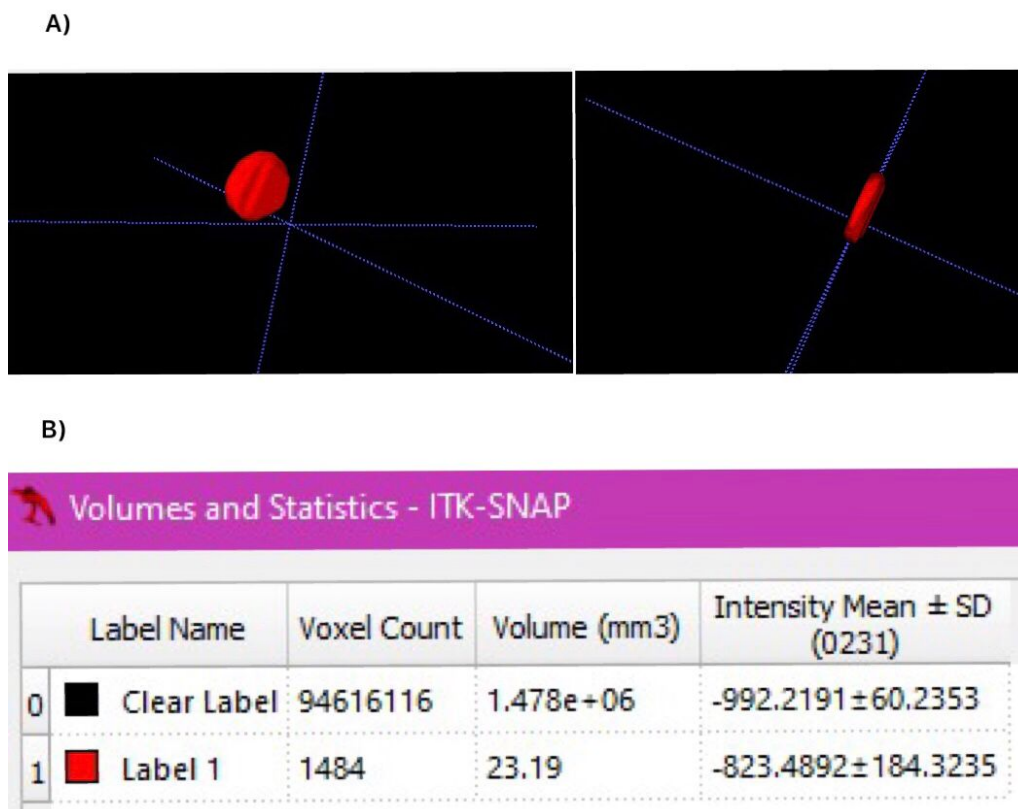 A)
B)
Volumes and Statistics - ITK-SNAP
Label Name Voxel Count Volume (mm3) Intensity Mean ± SD
(0231)
0 Clear Label 94616116 1.478e+06 -992.2191±60.2353
1 Label 1 1484 23.19 -823.4892±184.3235